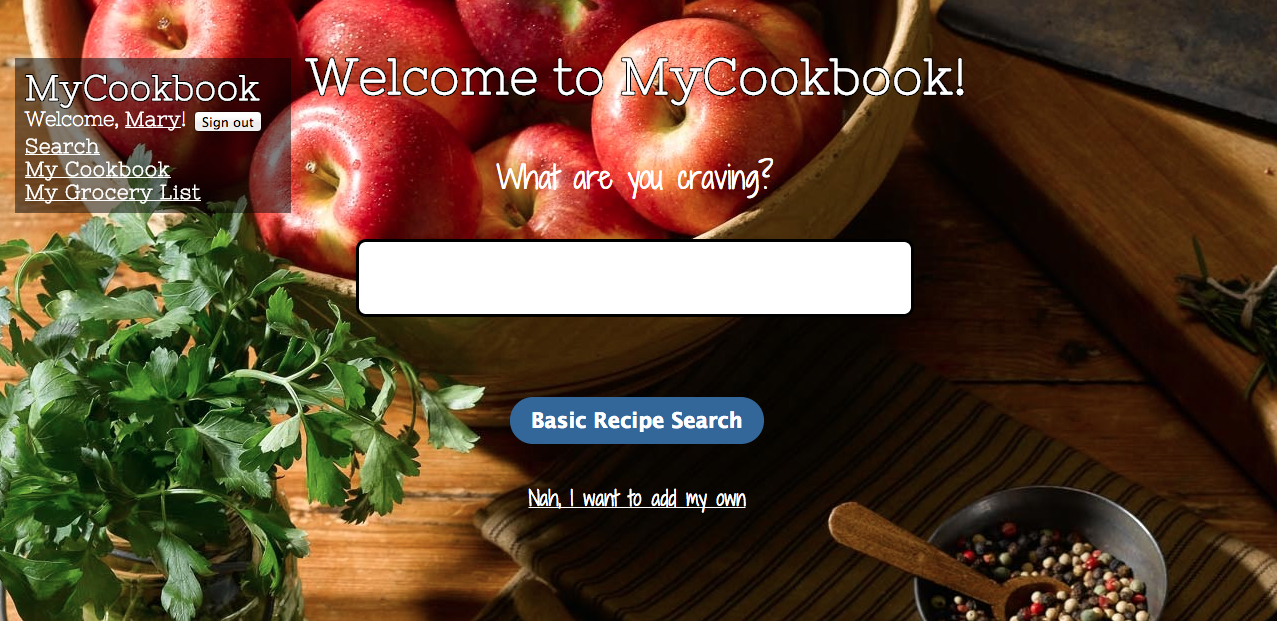 MyCookbook
Welcome, Mary! Sign out
Search
My Cookbook
My Grocery List
Welcome to MyCookbook!
What are you craving?
Basic Recipe Search
Nah, I want to add my own